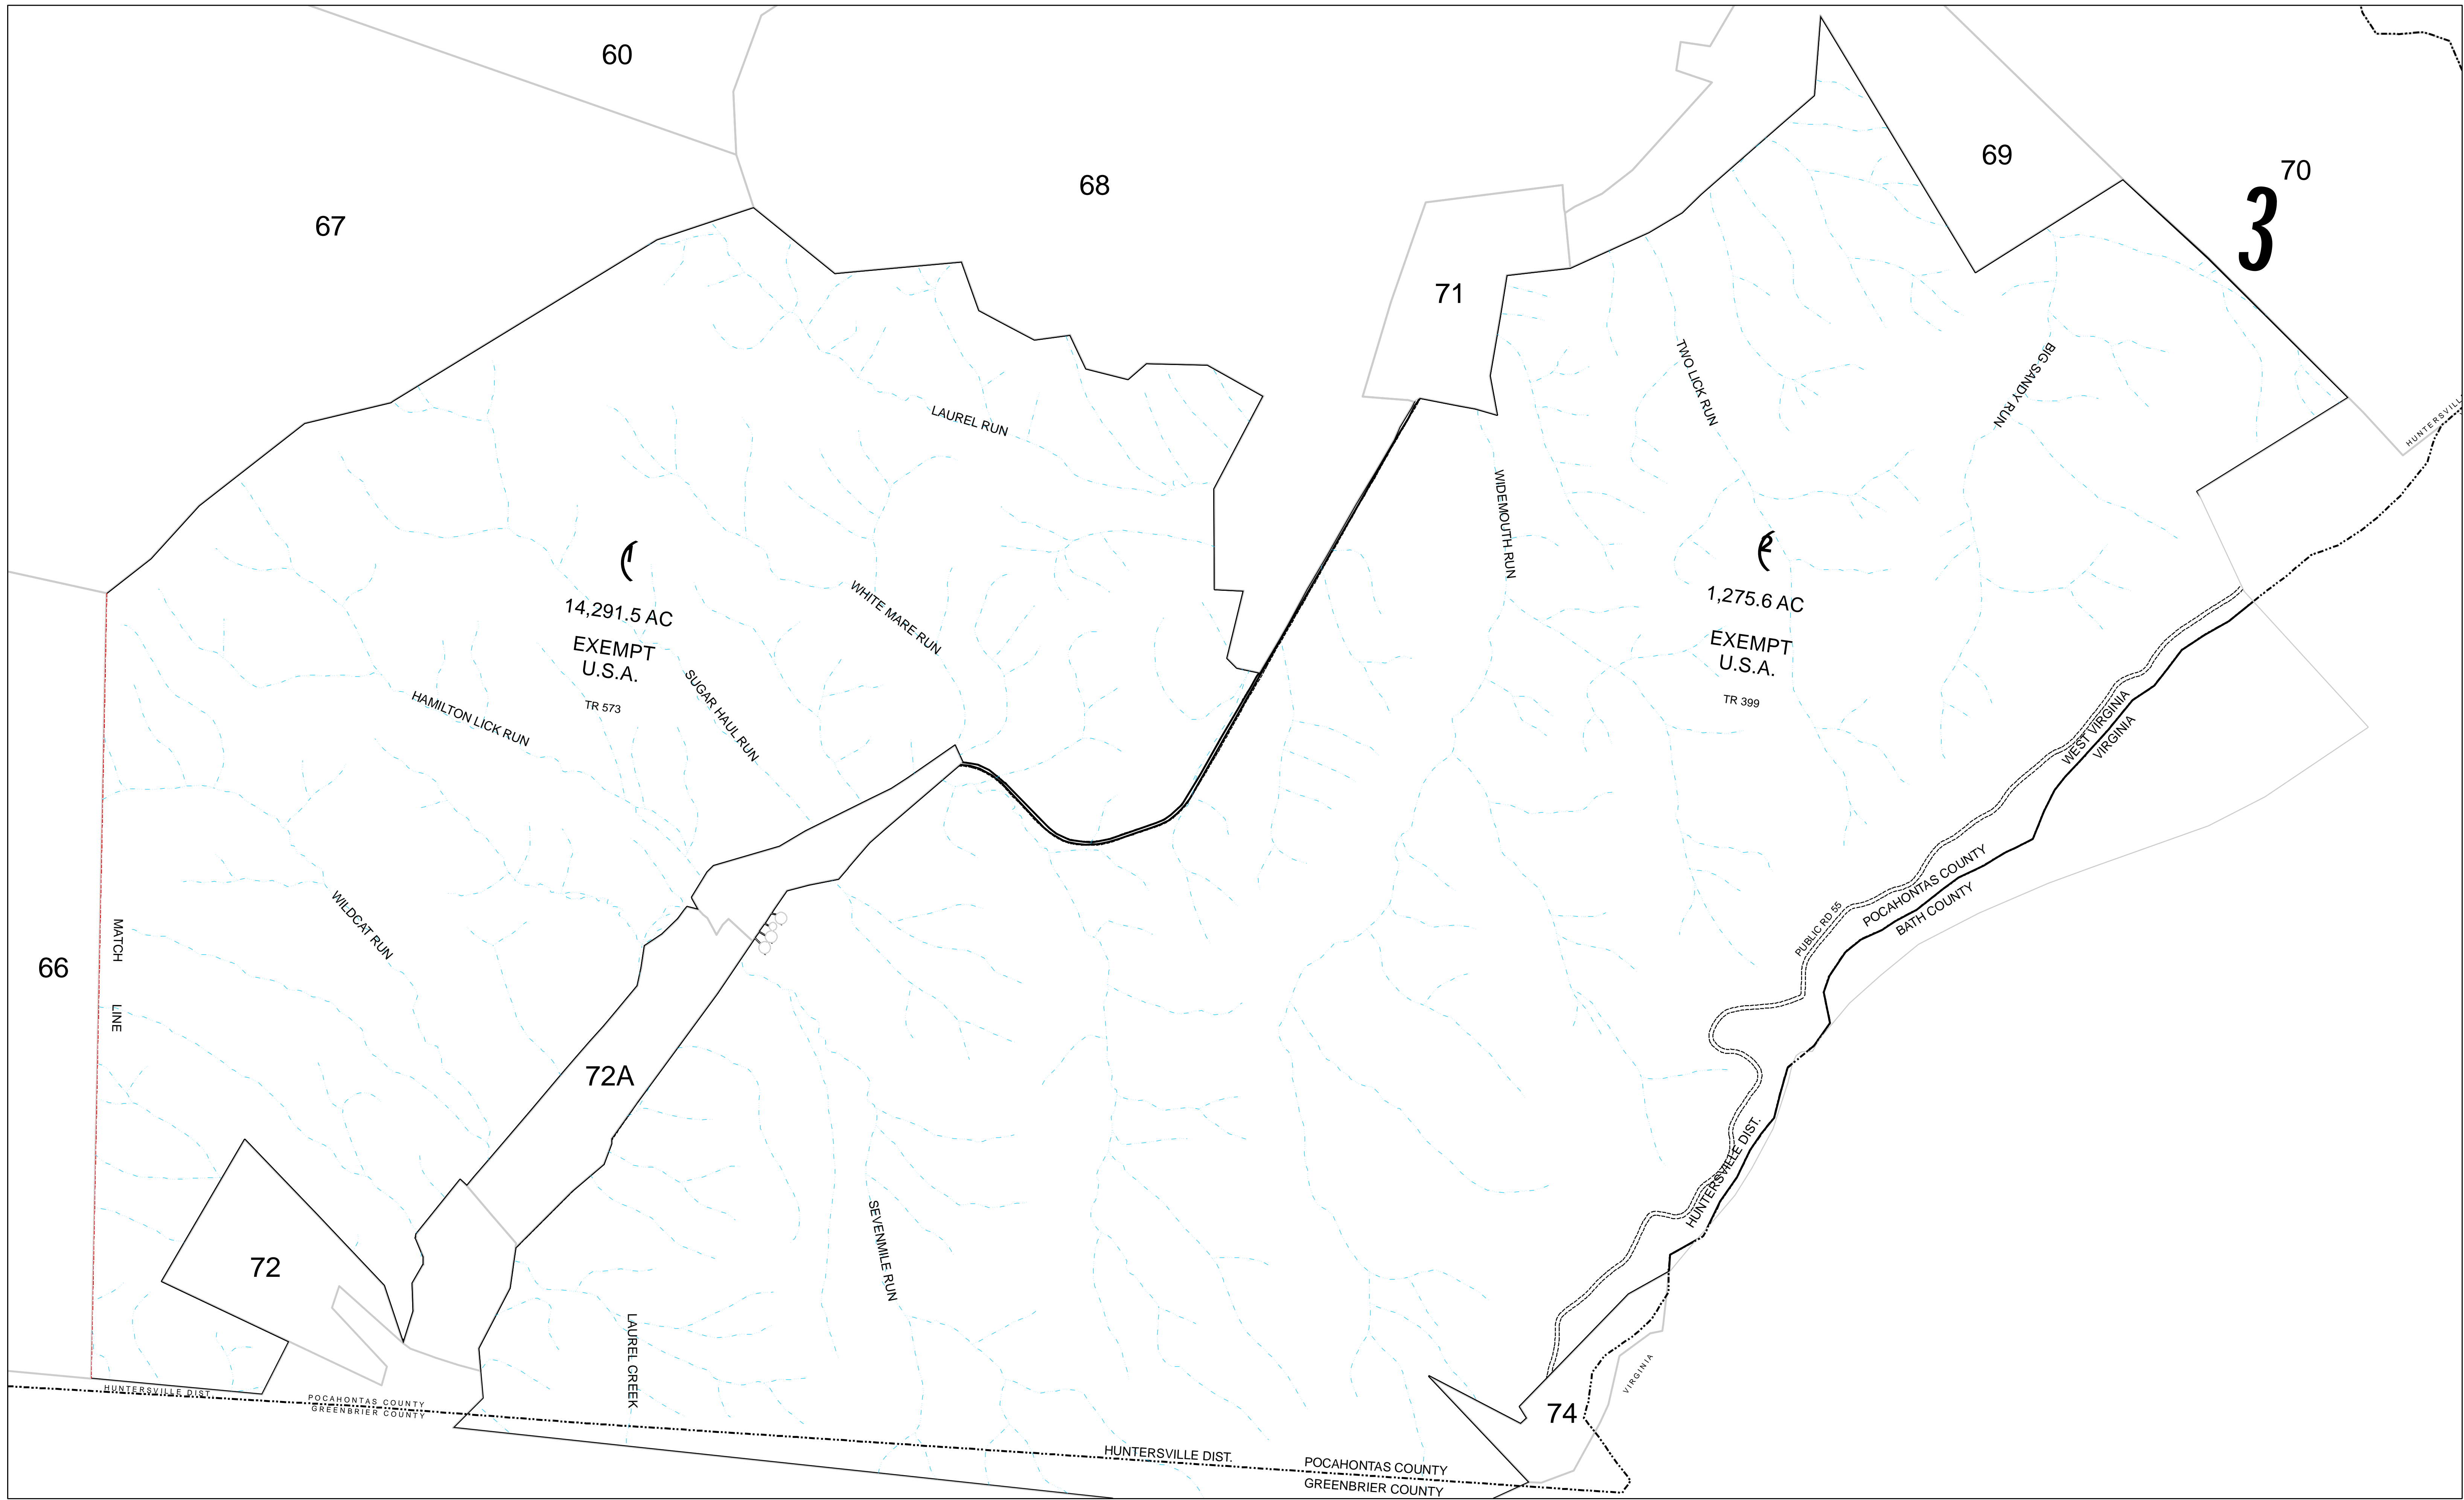 60
69
70
3
68
67
71
HUNTERSVILL
TWO LICK RUN
BIG SANDY RUN
LAUREL RUN
WIDEMOUTH RUN
1
14,291.5 AC
EXEMPT
U.S.A.
TR 573
WHITE MARE RUN
2
1,275.6 AC
EXEMPT
U.S.A.
TR 399
SUGAR HAUL RUN
HAMILTON LICK RUN
WEST VIRGINIA
VIRGINIA
POCAHONTAS COUNTY
BATH COUNTY
PUBLIC RD 55
WILDCAT RUN
MATCH LINE
66
72A
HUNTERSVILLE DIST.
SEVENMILE RUN
72
LAUREL CREEK
VIRGINIA
74
HUNTERSVILLE DIST.
POCAHONTAS COUNTY
GREENBRIER COUNTY
HUNTERSVILLE DIST.
POCAHONTAS COUNTY
GREENBRIER COUNTY